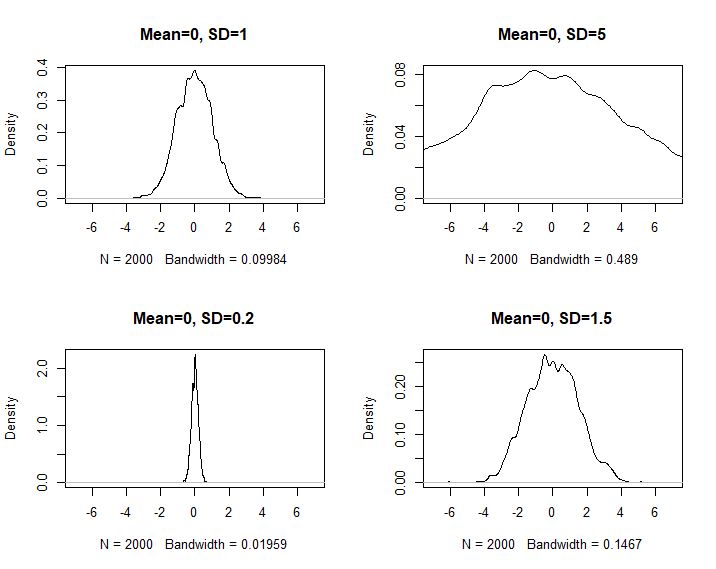 Mean=0, SD=1
Density
0.0 0.1 0.2 0.3 0.4
-6 -4 -2 0 2 4 6
N = 2000 Bandwidth = 0.09984
Mean=0, SD=5
Density
0.00 0.04 0.08
-6 -4 -2 0 2 4 6
N = 2000 Bandwidth = 0.489
Mean=0, SD=0.2
Density
0.0 1.0 2.0
-6 -4 -2 0 2 4 6
N = 2000 Bandwidth = 0.01959
Mean=0, SD=1.5
Density
0.00 0.10 0.20
-6 -4 -2 0 2 4 6
N = 2000 Bandwidth = 0.1467